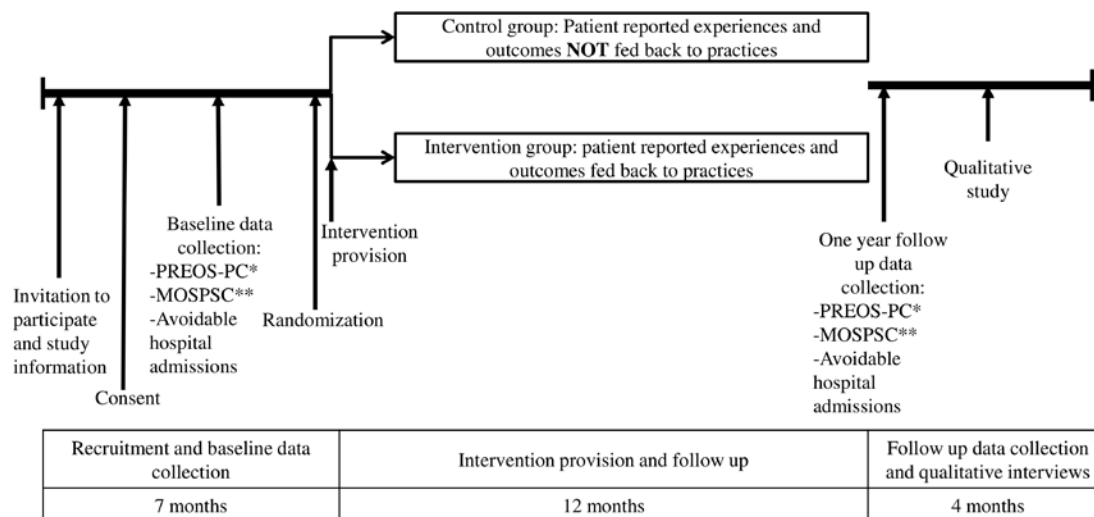 Control group: Patient reported experiences and
outcomes NOT fed back to practices
Intervention group: patient reported experiences and
outcomes fed back to practices
Invitation to
participate
and study
information
Consent
Baseline data
collection:
-PREOS-PC*
-MOSPSC**
-Avoidable
hospital
admissions
Randomization
Intervention
provision
One year follow
up data
collection:
-PREOS-PC*
-MOSPSC**
-Avoidable
hospital
admissions
Qualitative
study
Recruitment and baseline data
collection
Intervention provision and follow up
Follow up data collection
and qualitative interviews
7 months
12 months
4 months